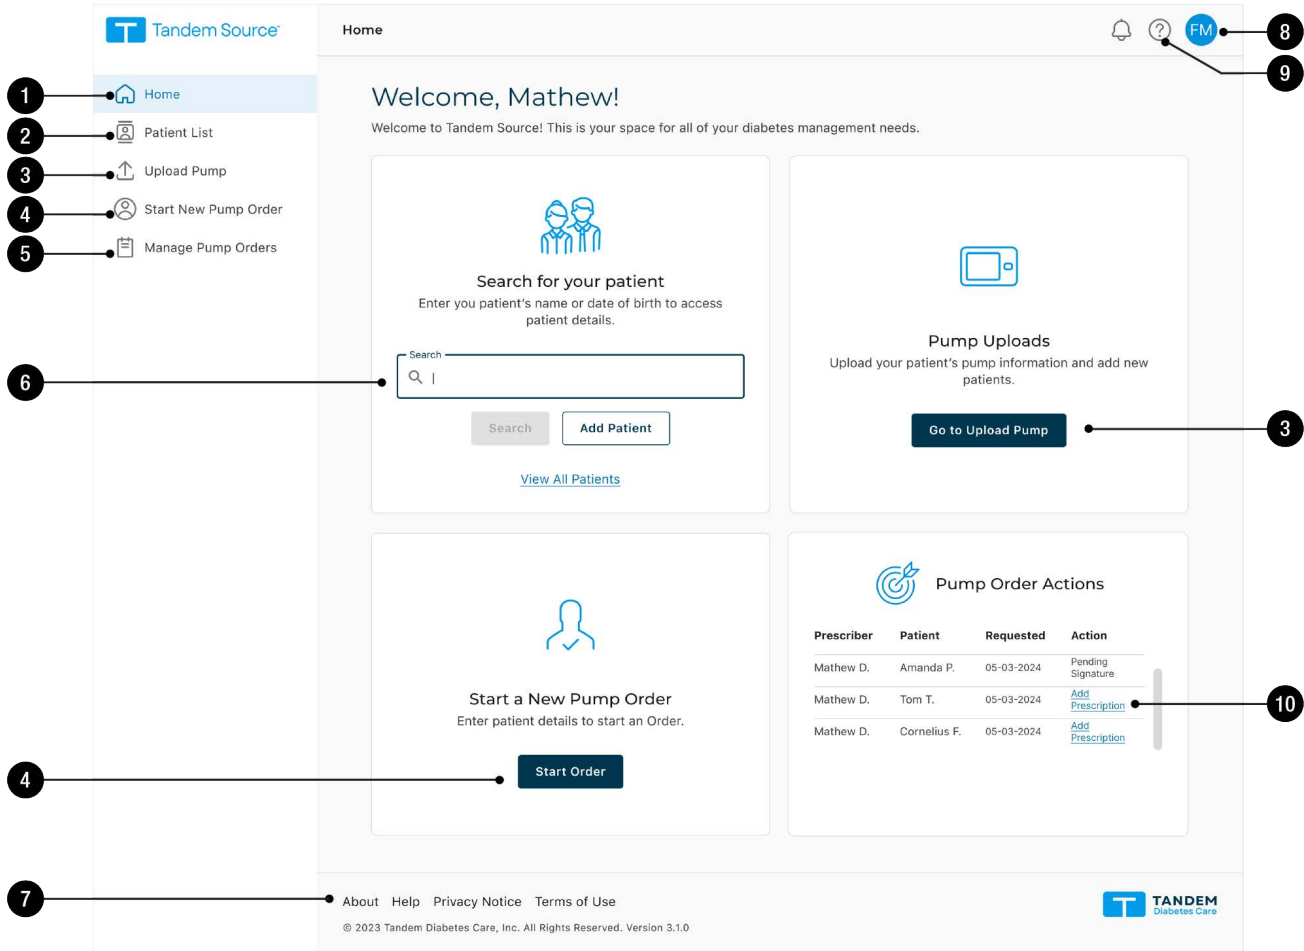 Tandem Source
Home
FM
8
9
1
Home
2
Patient List
3
Upload Pump
4
Start New Pump Order
5
Manage Pump Orders
Welcome, Mathew!
Welcome to Tandem Source! This is your space for all of your diabetes management needs.
Search for your patient
Enter you patient's name or date of birth to access
patient details.
6
Search
Search
Add Patient
View All Patients
Pump Uploads
Upload your patient's pump information and add new
patients.
Go to Upload Pump
3
Start a New Pump Order
Enter patient details to start an Order.
4
Start Order
Pump Order Actions
Prescriber Patient Requested Action
Mathew D. Amanda P. 05-03-2024 Pending
Signature
Mathew D. Tom T. 05-03-2024 Add
Prescription
10
Mathew D. Cornelius F. 05-03-2024 Add
Prescription
7
About Help Privacy Notice Terms of Use
© 2023 Tandem Diabetes Care, Inc. All Rights Reserved. Version 3.1.0
TANDEM
Diabetes Care